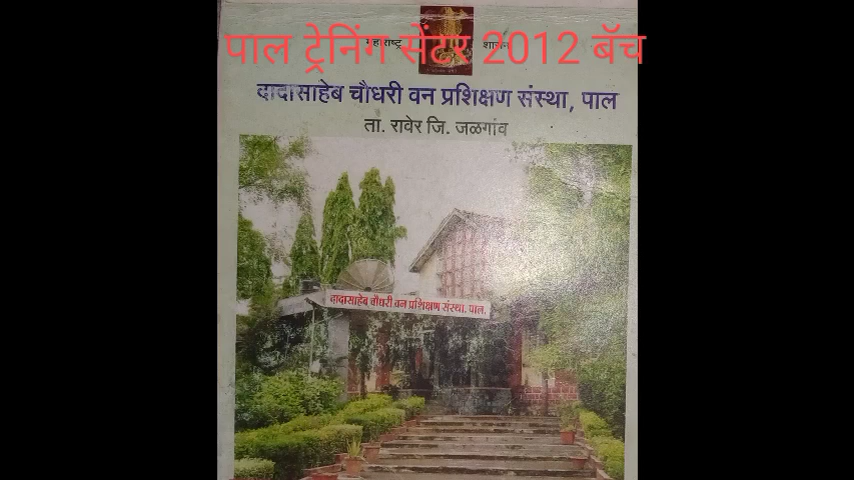 पाल ट्रेनिंग सेंटर 2012 बॅच
महाराष्ट्र शासन
दादासाहेब चौधरी वन प्रशिक्षण संस्था, पाल
ता. रावेर जि. जळगांव
दादासाहेब चौधरी वन प्रशिक्षण संस्था. पाल.